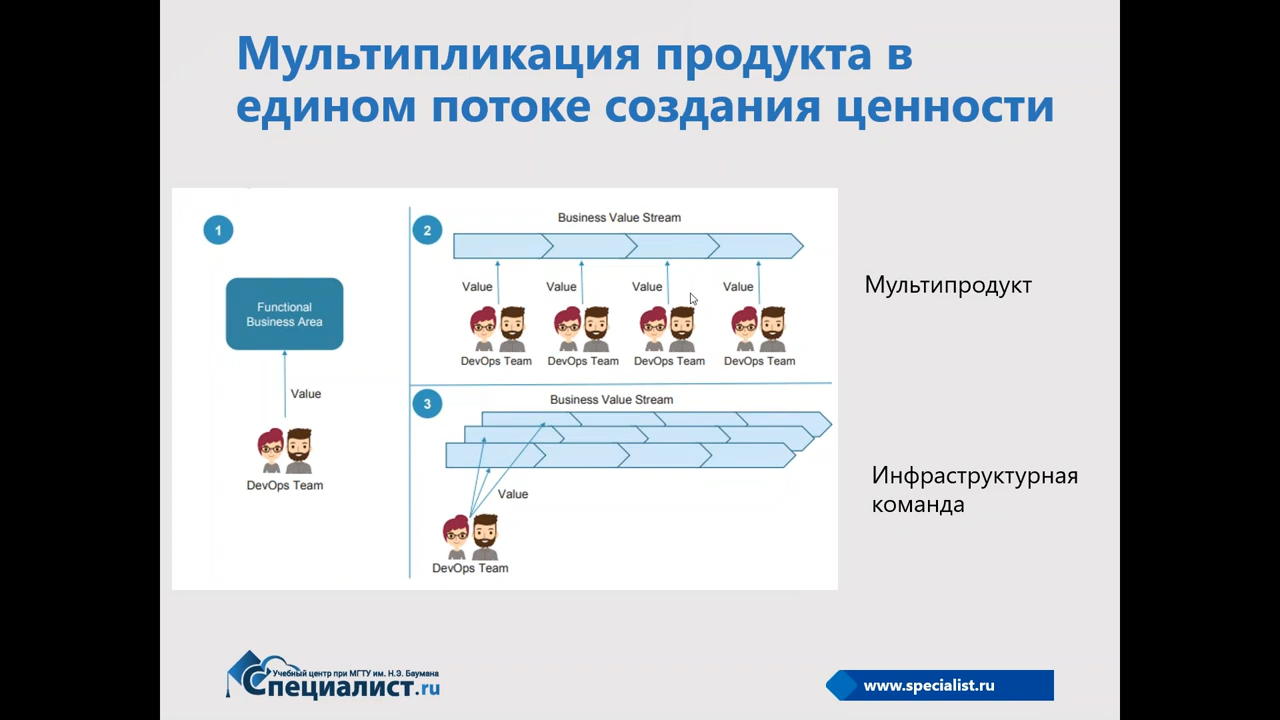 Мультипликация продукта в
едином потоке создания ценности
1
Functional
Business Area
Value
DevOps Team
2
Business Value Stream
Value Value Value Value
DevOps Team DevOps Team DevOps Team DevOps Team
Мультипродукт
3
Business Value Stream
Value
DevOps Team
Инфраструктурная
команда
Учебный центр при МГТУ им. Н.Э. Баумана
Специалист.ru
www.specialist.ru